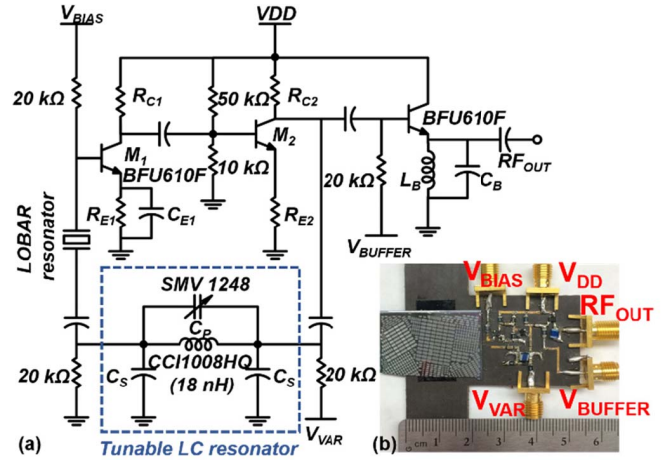 V_BIAS
VDD
20 kΩ
R_C1
50 kΩ
R_C2
M_1
BFU610F
M_2
BFU610F
10 kΩ
20 kΩ
L_B
C_B
RF_OUT
LOBAR
resonator
R_E1
C_E1
R_E2
V_BUFFER
SMV 1248
C_P
CCI1008HQ
(18 nH)
C_S
C_S
20 kΩ
20 kΩ
V_VAR
(a)
Tunable LC resonator
V_BIAS
V_DD
RF_OUT
V_VAR
V_BUFFER
(b)
cm 1 2 3 4 5 6